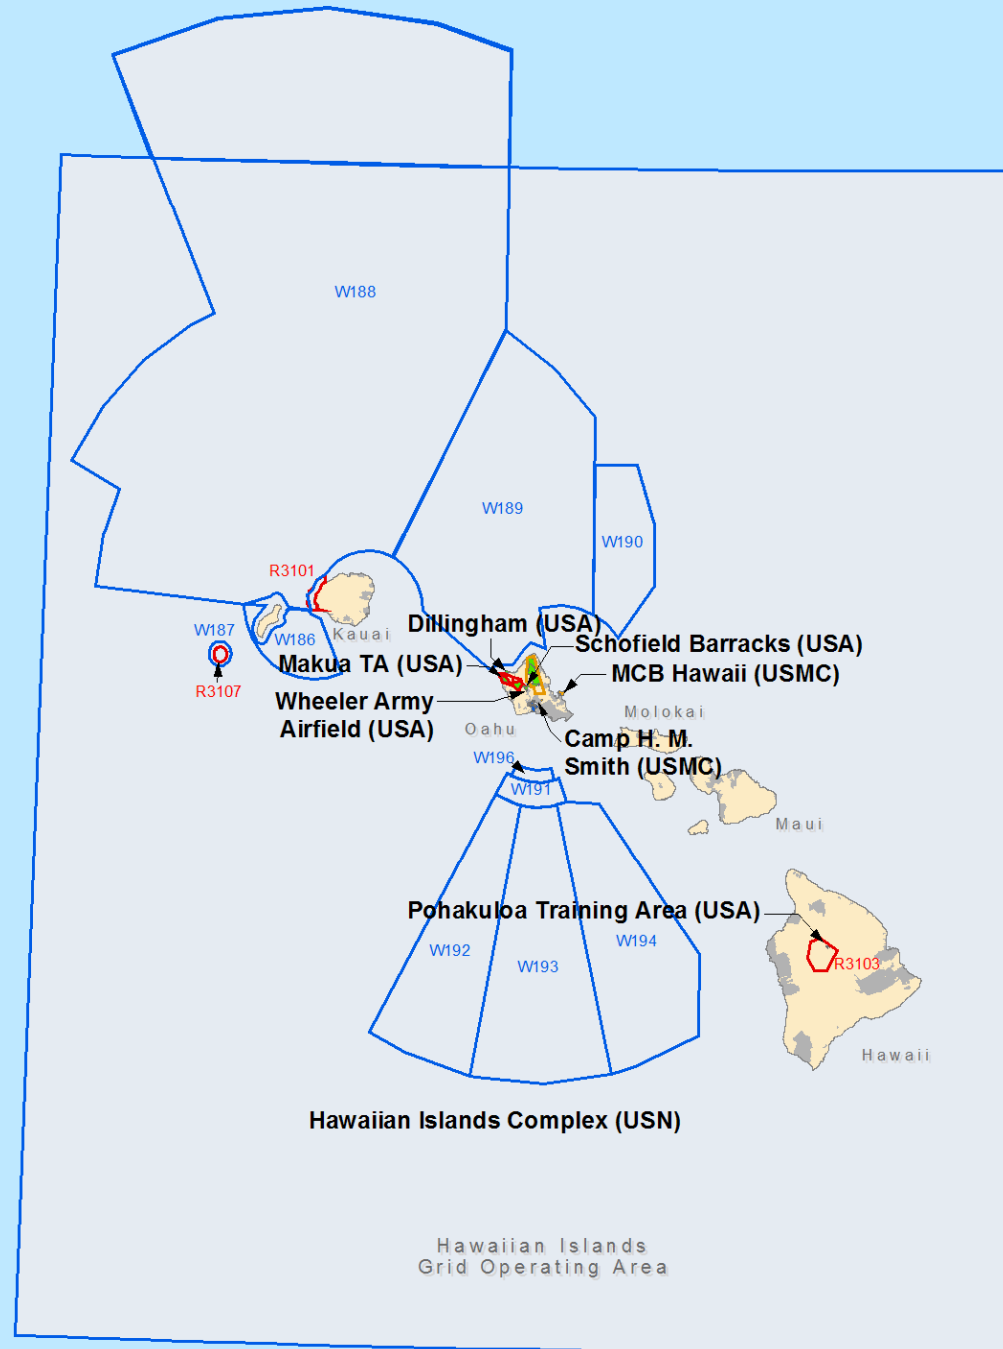 W188
W189
W190
R3101
Kauai
W187
W186
R3107
Dillingham (USA)
Schofield Barracks (USA)
Makua TA (USA)
MCB Hawaii (USMC)
Wheeler Army
Airfield (USA)
Oahu
Molokai
Camp H. M.
Smith (USMC)
W196
W191
Maui
Pohakuloa Training Area (USA)
W192
W193
W194
R3103
Hawaii
Hawaiian Islands Complex (USN)
Hawaiian Islands
Grid Operating Area